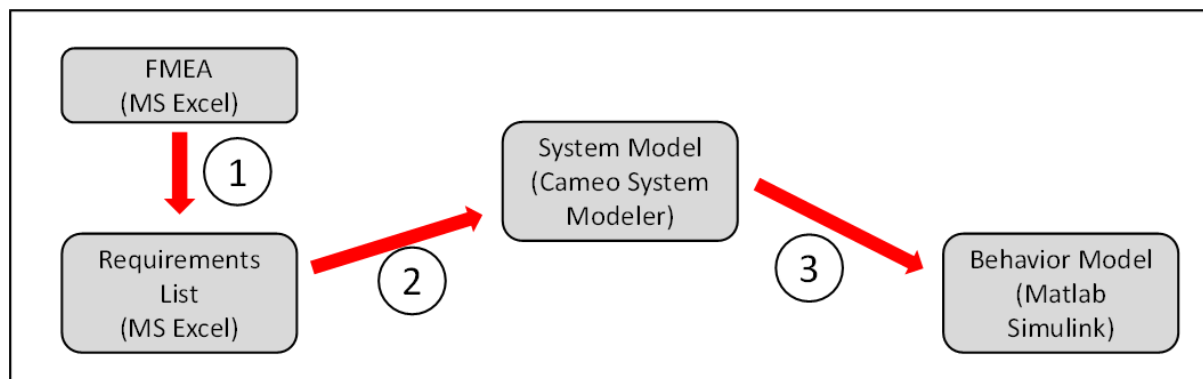 FMEA
(MS Excel)
1
Requirements
List
(MS Excel)
2
System Model
(Cameo System
Modeler)
3
Behavior Model
(Matlab
Simulink)